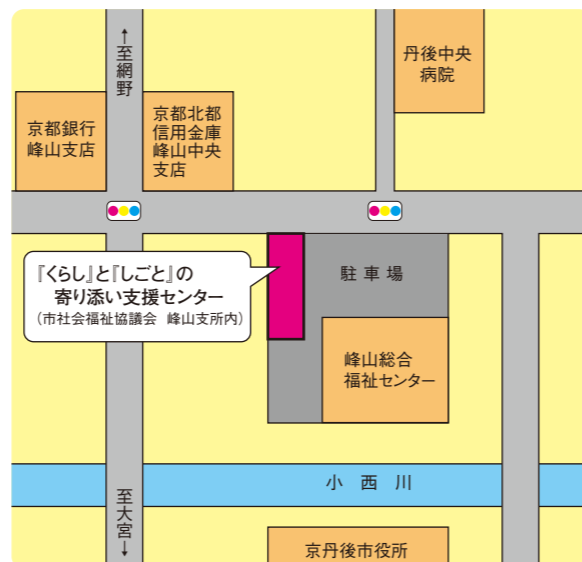 ↑至網野
丹後中央
病院
京都銀行
峰山支店
京都北都
信用金庫
峰山中央
支店
『くらし』と『しごと』の
寄り添い支援センター
（市社会福祉協議会　峰山支所内）
駐車場
峰山総合
福祉センター
小西川
至大宮↓
京丹後市役所